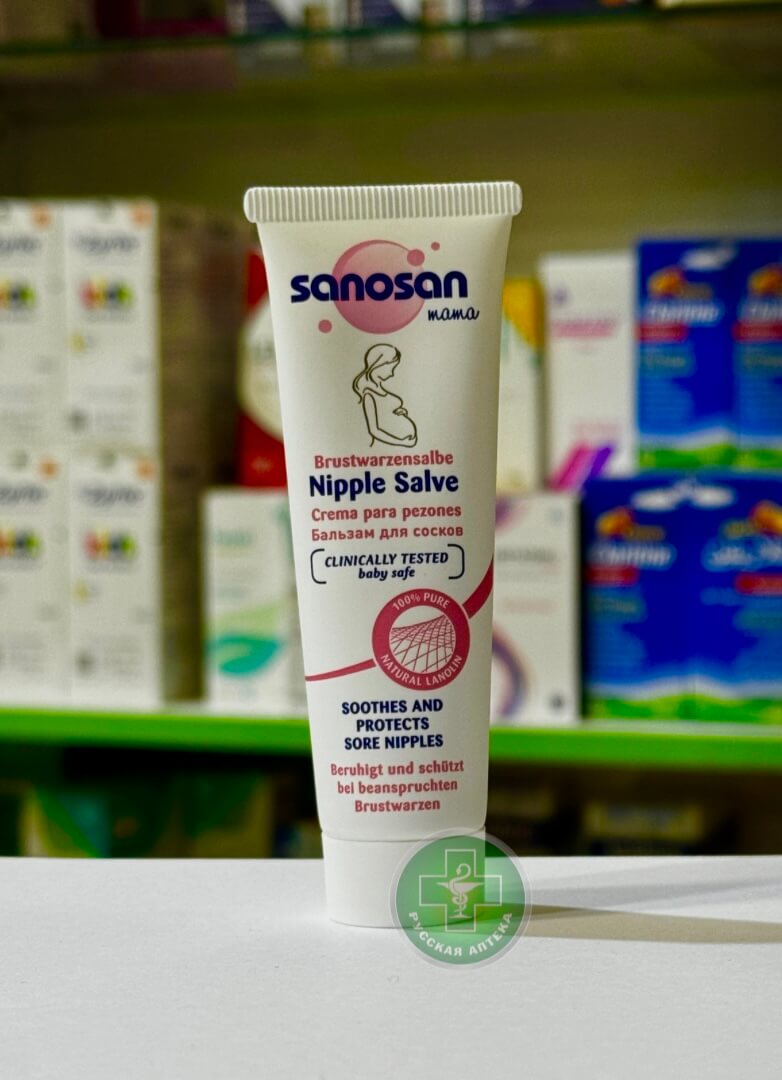 sanosan
mama
Brustwarzensalbe
Nipple Salve
Crema para pezones
Бальзам для сосков
CLINICALLY TESTED
baby safe
100% PURE
NATURAL LANOLIN
SOOTHES AND
PROTECTS
SORE NIPPLES
Beruhigt und schützt
bei beanspruchten
Brustwarzen
РУССКАЯ АПТЕКА